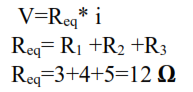 V=Req* i
Req= R1 +R2 +R3
Req=3+4+5=12 Ω